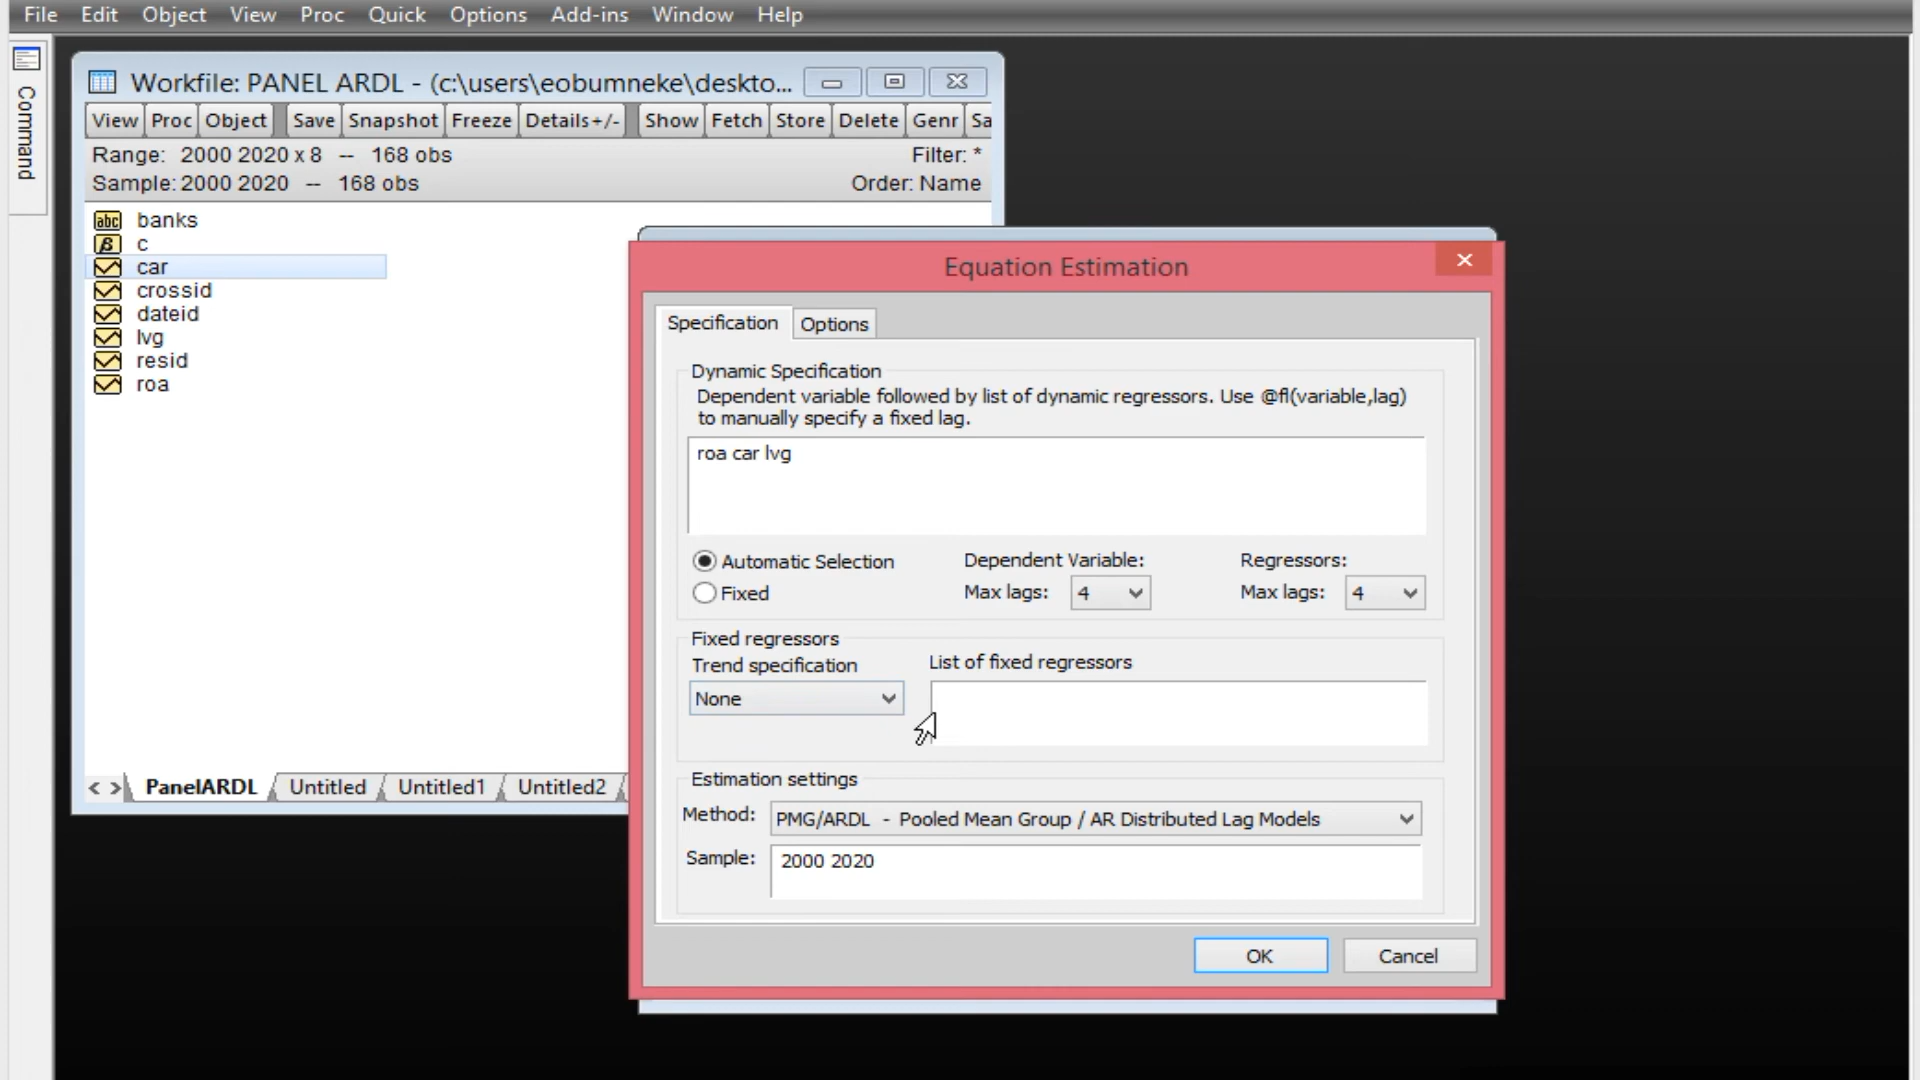 File Edit Object View Proc Quick Options Add-ins Window Help
Command
Workfile: PANEL ARDL - (c:\users\eobumneke\deskto...
View Proc Object Save Snapshot Freeze Details+/- Show Fetch Store Delete Genr Sa
Range: 2000 2020 x 8 -- 168 obs Filter: *
Sample: 2000 2020 -- 168 obs Order: Name
abc banks
β c
car
crossid
dateid
lvg
resid
roa
< > PanelARDL Untitled Untitled1 Untitled2
Equation Estimation
Specification Options
Dynamic Specification
Dependent variable followed by list of dynamic regressors. Use @fl(variable,lag)
to manually specify a fixed lag.
roa car lvg
Automatic Selection Dependent Variable: Regressors:
Fixed Max lags: 4 Max lags: 4
Fixed regressors
Trend specification List of fixed regressors
None
Estimation settings
Method: PMG/ARDL - Pooled Mean Group / AR Distributed Lag Models
Sample: 2000 2020
OK Cancel